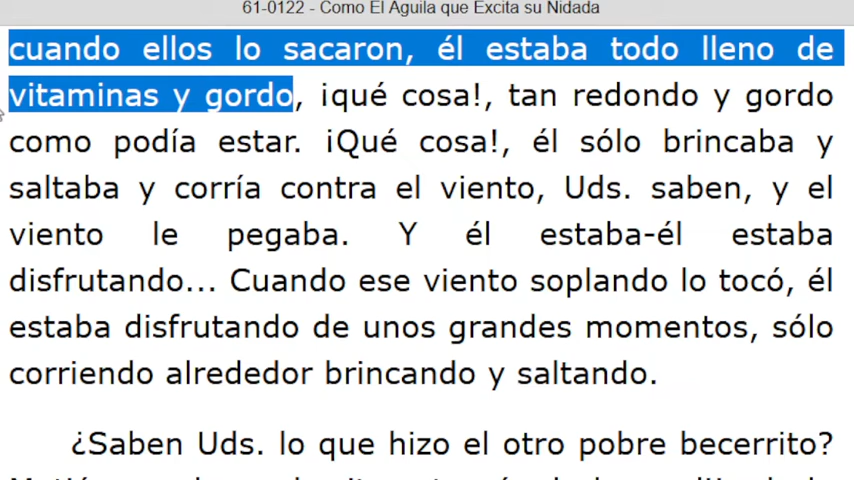 61-0122 - Como El Aguila que Excita su Nidada
cuando ellos lo sacaron, él estaba todo lleno de
vitaminas y gordo, ¡qué cosa!, tan redondo y gordo
como podía estar. ¡Qué cosa!, él sólo brincaba y
saltaba y corría contra el viento, Uds. saben, y el
viento le pegaba. Y él estaba-él estaba
disfrutando... Cuando ese viento soplando lo tocó, él
estaba disfrutando de unos grandes momentos, sólo
corriendo alrededor brincando y saltando.
¿Saben Uds. lo que hizo el otro pobre becerrito?